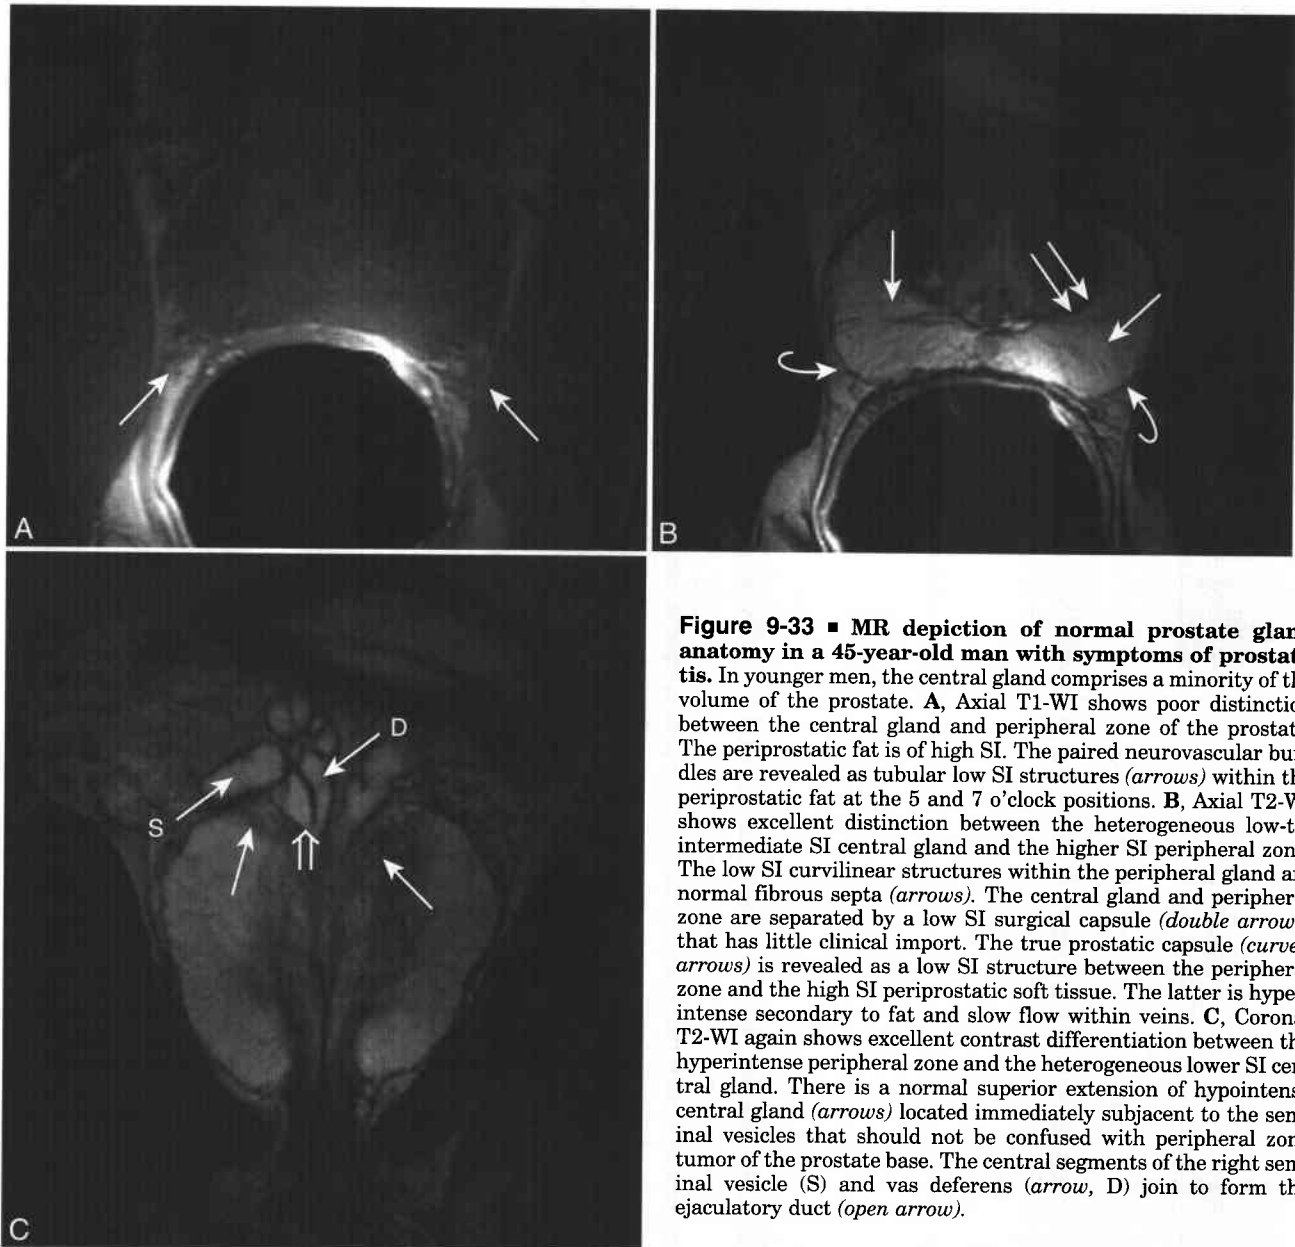 A
B
C
S
D
Figure 9-33 ■ MR depiction of normal prostate glan
anatomy in a 45-year-old man with symptoms of prostat
tis. In younger men, the central gland comprises a minority of th
volume of the prostate. A, Axial T1-WI shows poor distinctio
between the central gland and peripheral zone of the prostat
The periprostatic fat is of high SI. The paired neurovascular bun
dles are revealed as tubular low SI structures (arrows) within th
periprostatic fat at the 5 and 7 o'clock positions. B, Axial T2-W
shows excellent distinction between the heterogeneous low-t
intermediate SI central gland and the higher SI peripheral zon
The low SI curvilinear structures within the peripheral gland ar
normal fibrous septa (arrows). The central gland and peripher
zone are separated by a low SI surgical capsule (double arrow
that has little clinical import. The true prostatic capsule (curve
arrows) is revealed as a low SI structure between the peripher
zone and the high SI periprostatic soft tissue. The latter is hype
intense secondary to fat and slow flow within veins. C, Coron
T2-WI again shows excellent contrast differentiation between th
hyperintense peripheral zone and the heterogeneous lower SI cen
tral gland. There is a normal superior extension of hypointens
central gland (arrows) located immediately subjacent to the sem
inal vesicles that should not be confused with peripheral zon
tumor of the prostate base. The central segments of the right sem
inal vesicle (S) and vas deferens (arrow, D) join to form th
ejaculatory duct (open arrow).